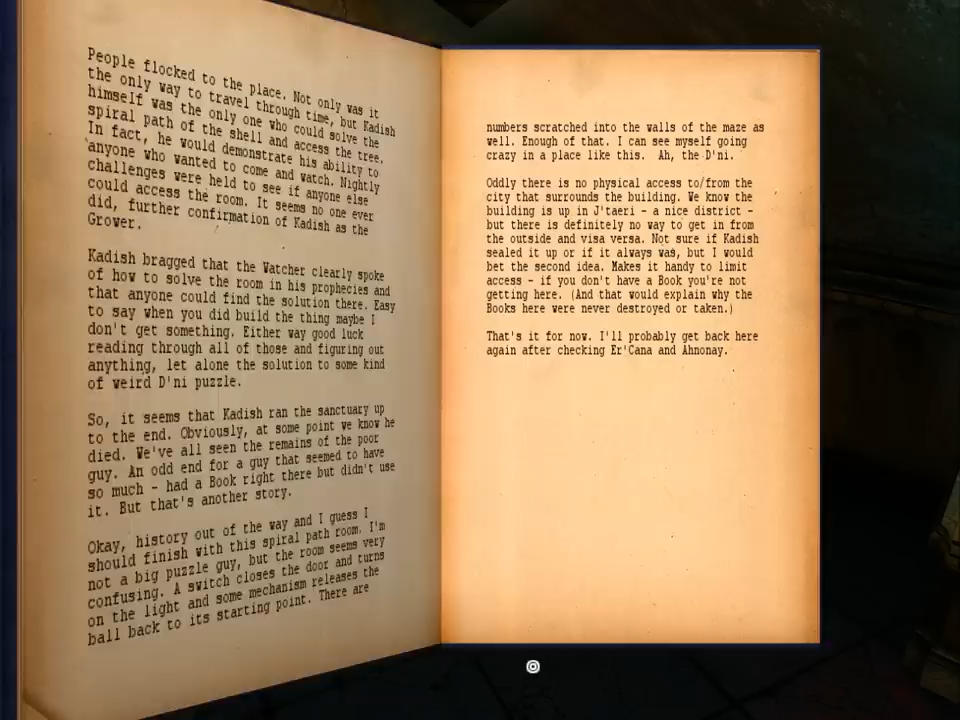 People flocked to the place. Not only was it
the only way to travel through time, but Kadish
himself was the only one who could solve the
spiral path of the shell and access the tree.
In fact, he would demonstrate his ability to
anyone who wanted to come and watch. Nightly
challenges were held to see if anyone else
could access the room. It seems no one ever
did, further confirmation of Kadish as the
Grower.
Kadish bragged that the Watcher clearly spoke
of how to solve the room in his prophecies and
that anyone could find the solution there. Easy
to say when you did build the thing maybe I
don't get something. Either way good luck
reading through all of those and figuring out
anything, let alone the solution to some kind
of weird D'ni puzzle.
So, it seems that Kadish ran the sanctuary up
to the end. Obviously, at some point we know he
died. We've all seen the remains of the poor
guy. An odd end for a guy that seemed to have
so much - had a Book right there but didn't use
it. But that's another story.
Okay, history out of the way and I guess I
should finish with this spiral path room. I'm
not a big puzzle guy, but the room seems very
confusing. A switch closes the door and turns
on the light and some mechanism releases the
ball back to its starting point. There are
numbers scratched into the walls of the maze as
well. Enough of that. I can see myself going
crazy in a place like this. Ah, the D'ni.
Oddly there is no physical access to/from the
city that surrounds the building. We know the
building is up in J'taeri - a nice district -
but there is definitely no way to get in from
the outside and visa versa. Not sure if Kadish
sealed it up or if it always was, but I would
bet the second idea. Makes it handy to limit
access - if you don't have a Book you're not
getting here. (And that would explain why the
Books here were never destroyed or taken.)
That's it for now. I'll probably get back here
again after checking Er'Cana and Ahnonay.